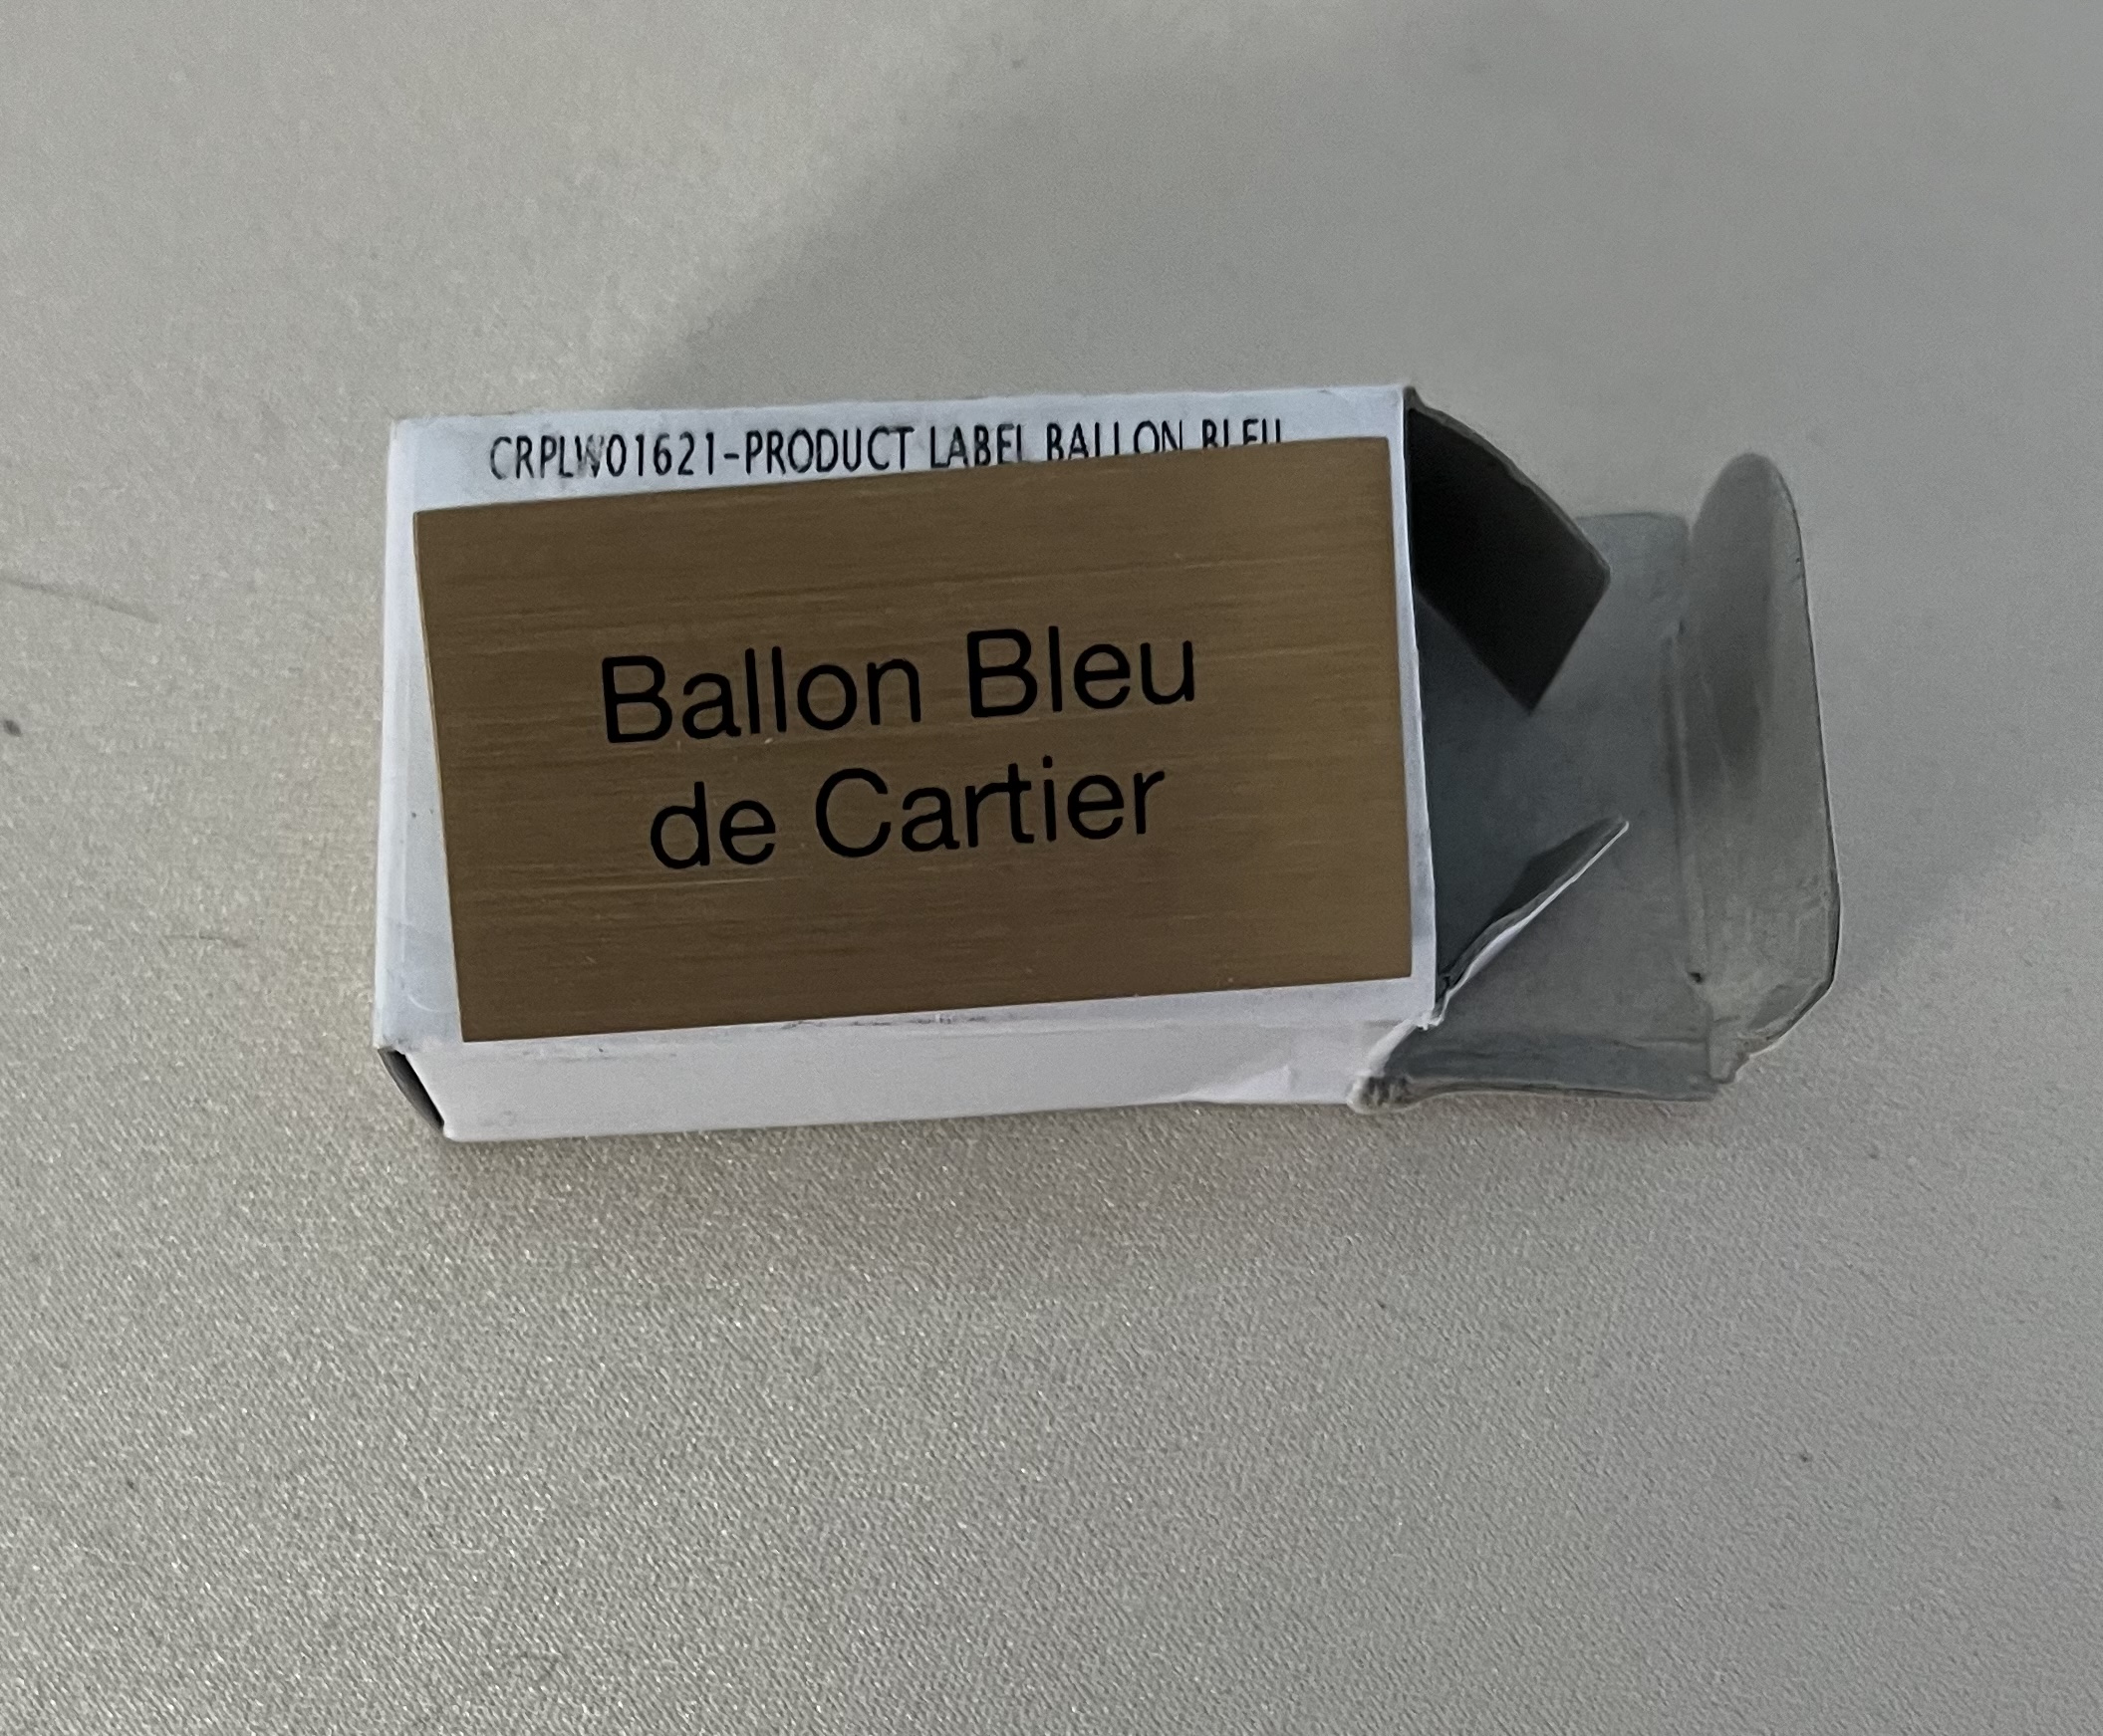 CRPLW01621-PRODUCT LABEL BALLON BLEU
Ballon Bleu
de Cartier